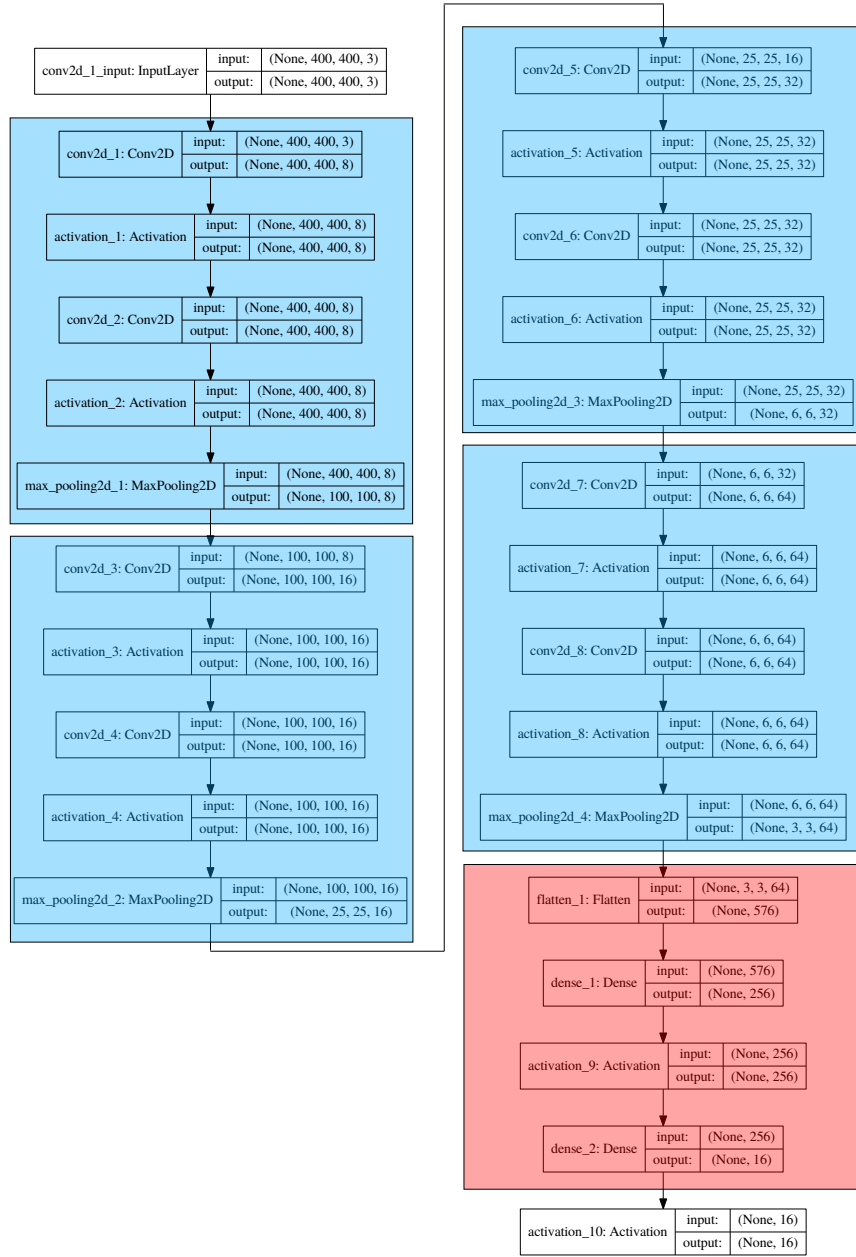 conv2d_1_input: InputLayer input: (None, 400, 400, 3)
output: (None, 400, 400, 3)
conv2d_1: Conv2D input: (None, 400, 400, 3)
output: (None, 400, 400, 8)
activation_1: Activation input: (None, 400, 400, 8)
output: (None, 400, 400, 8)
conv2d_2: Conv2D input: (None, 400, 400, 8)
output: (None, 400, 400, 8)
activation_2: Activation input: (None, 400, 400, 8)
output: (None, 400, 400, 8)
max_pooling2d_1: MaxPooling2D input: (None, 400, 400, 8)
output: (None, 100, 100, 8)
conv2d_3: Conv2D input: (None, 100, 100, 8)
output: (None, 100, 100, 16)
activation_3: Activation input: (None, 100, 100, 16)
output: (None, 100, 100, 16)
conv2d_4: Conv2D input: (None, 100, 100, 16)
output: (None, 100, 100, 16)
activation_4: Activation input: (None, 100, 100, 16)
output: (None, 100, 100, 16)
max_pooling2d_2: MaxPooling2D input: (None, 100, 100, 16)
output: (None, 25, 25, 16)
conv2d_5: Conv2D input: (None, 25, 25, 16)
output: (None, 25, 25, 32)
activation_5: Activation input: (None, 25, 25, 32)
output: (None, 25, 25, 32)
conv2d_6: Conv2D input: (None, 25, 25, 32)
output: (None, 25, 25, 32)
activation_6: Activation input: (None, 25, 25, 32)
output: (None, 25, 25, 32)
max_pooling2d_3: MaxPooling2D input: (None, 25, 25, 32)
output: (None, 6, 6, 32)
conv2d_7: Conv2D input: (None, 6, 6, 32)
output: (None, 6, 6, 64)
activation_7: Activation input: (None, 6, 6, 64)
output: (None, 6, 6, 64)
conv2d_8: Conv2D input: (None, 6, 6, 64)
output: (None, 6, 6, 64)
activation_8: Activation input: (None, 6, 6, 64)
output: (None, 6, 6, 64)
max_pooling2d_4: MaxPooling2D input: (None, 6, 6, 64)
output: (None, 3, 3, 64)
flatten_1: Flatten input: (None, 3, 3, 64)
output: (None, 576)
dense_1: Dense input: (None, 576)
output: (None, 256)
activation_9: Activation input: (None, 256)
output: (None, 256)
dense_2: Dense input: (None, 256)
output: (None, 16)
activation_10: Activation input: (None, 16)
output: (None, 16)